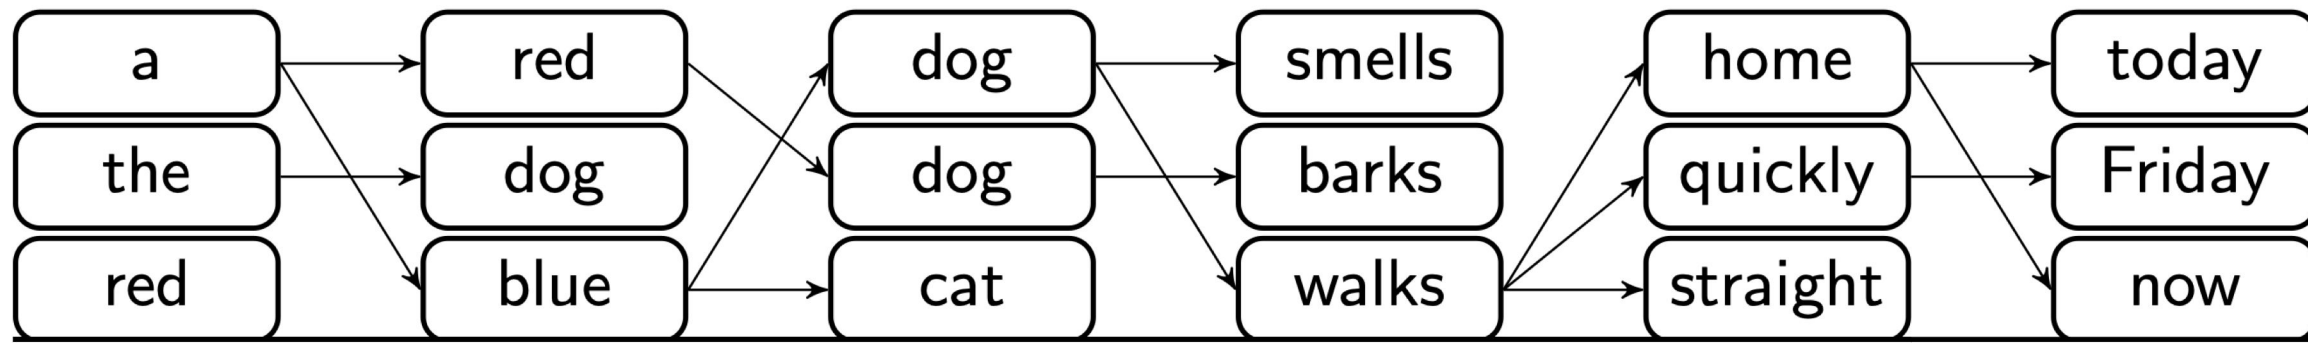 a red dog smells home today
the dog dog barks quickly Friday
red blue cat walks straight now